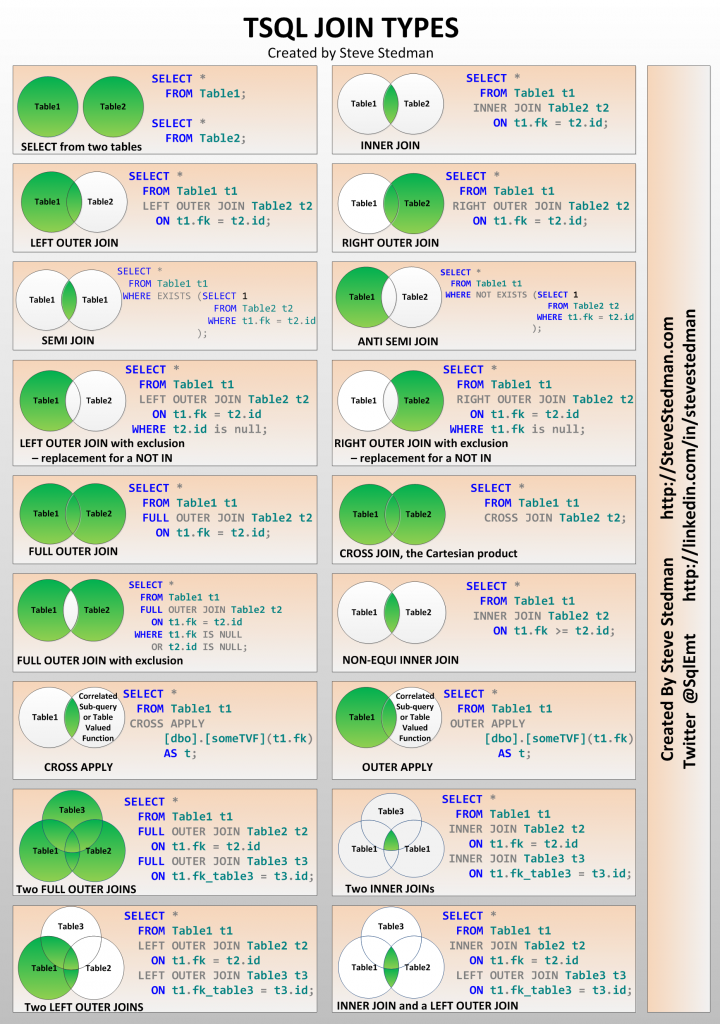 TSQL JOIN TYPES
Created by Steve Stedman
Table1
Table2
SELECT *
FROM Table1;
SELECT *
FROM Table2;
SELECT from two tables
Table1
Table2
SELECT *
FROM Table1 t1
INNER JOIN Table2 t2
ON t1.fk = t2.id;
INNER JOIN
Table1
Table2
SELECT *
FROM Table1 t1
LEFT OUTER JOIN Table2 t2
ON t1.fk = t2.id;
LEFT OUTER JOIN
Table1
Table2
SELECT *
FROM Table1 t1
RIGHT OUTER JOIN Table2 t2
ON t1.fk = t2.id;
RIGHT OUTER JOIN
Table1
Table1
SELECT *
FROM Table1 t1
WHERE EXISTS (SELECT 1
FROM Table2 t2
WHERE t1.fk = t2.id
);
SEMI JOIN
Table1
Table2
SELECT *
FROM Table1 t1
WHERE NOT EXISTS (SELECT 1
FROM Table2 t2
WHERE t1.fk = t2.id
);
ANTI SEMI JOIN
Table1
Table2
SELECT *
FROM Table1 t1
LEFT OUTER JOIN Table2 t2
ON t1.fk = t2.id
WHERE t2.id is null;
LEFT OUTER JOIN with exclusion
– replacement for a NOT IN
Table1
Table2
SELECT *
FROM Table1 t1
RIGHT OUTER JOIN Table2 t2
ON t1.fk = t2.id
WHERE t1.fk is null;
RIGHT OUTER JOIN with exclusion
– replacement for a NOT IN
Table1
Table2
SELECT *
FROM Table1 t1
FULL OUTER JOIN Table2 t2
ON t1.fk = t2.id;
FULL OUTER JOIN
Table1
Table2
SELECT *
FROM Table1 t1
CROSS JOIN Table2 t2;
CROSS JOIN, the Cartesian product
Table1
Table2
SELECT *
FROM Table1 t1
FULL OUTER JOIN Table2 t2
ON t1.fk = t2.id
WHERE t1.fk IS NULL
OR t2.id IS NULL;
FULL OUTER JOIN with exclusion
Table1
Table2
SELECT *
FROM Table1 t1
INNER JOIN Table2 t2
ON t1.fk >= t2.id;
NON-EQUI INNER JOIN
Table1
Correlated
Sub-query
or Table
Valued
Function
SELECT *
FROM Table1 t1
CROSS APPLY
[dbo].[someTVF](t1.fk)
AS t;
CROSS APPLY
Table1
Correlated
Sub-query
or Table
Valued
Function
SELECT *
FROM Table1 t1
OUTER APPLY
[dbo].[someTVF](t1.fk)
AS t;
OUTER APPLY
Table3
Table1
Table2
SELECT *
FROM Table1 t1
FULL OUTER JOIN Table2 t2
ON t1.fk = t2.id
FULL OUTER JOIN Table3 t3
ON t1.fk_table3 = t3.id;
Two FULL OUTER JOINS
Table3
Table1
Table1
SELECT *
FROM Table1 t1
INNER JOIN Table2 t2
ON t1.fk = t2.id
INNER JOIN Table3 t3
ON t1.fk_table3 = t3.id;
Two INNER JOINs
Table3
Table1
Table2
SELECT *
FROM Table1 t1
LEFT OUTER JOIN Table2 t2
ON t1.fk = t2.id
LEFT OUTER JOIN Table3 t3
ON t1.fk_table3 = t3.id;
Two LEFT OUTER JOINS
Table3
Table1
Table2
SELECT *
FROM Table1 t1
INNER JOIN Table2 t2
ON t1.fk = t2.id
LEFT OUTER JOIN Table3 t3
ON t1.fk_table3 = t3.id;
INNER JOIN and a LEFT OUTER JOIN
Created By Steve Stedman http://SteveStedman.com
Twitter @SqlEmt http://linkedin.com/in/stevestedman